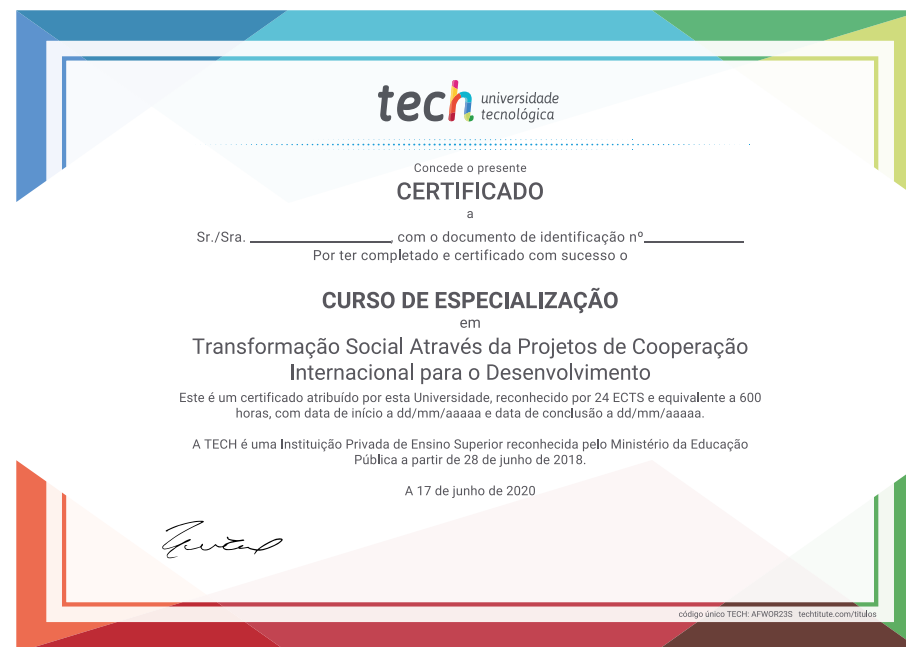 tech universidade
tecnológica
Concede o presente
CERTIFICADO
a
Sr./Sra. , com o documento de identificação nº
Por ter completado e certificado com sucesso o
CURSO DE ESPECIALIZAÇÃO
em
Transformação Social Através da Projetos de Cooperação
Internacional para o Desenvolvimento
Este é um certificado atribuído por esta Universidade, reconhecido por 24 ECTS e equivalente a 600
horas, com data de início a dd/mm/aaaaa e data de conclusão a dd/mm/aaaaa.
A TECH é uma Instituição Privada de Ensino Superior reconhecida pelo Ministério da Educação
Pública a partir de 28 de junho de 2018.
A 17 de junho de 2020
código único TECH: AFWOR23S techtitute.com/titulos